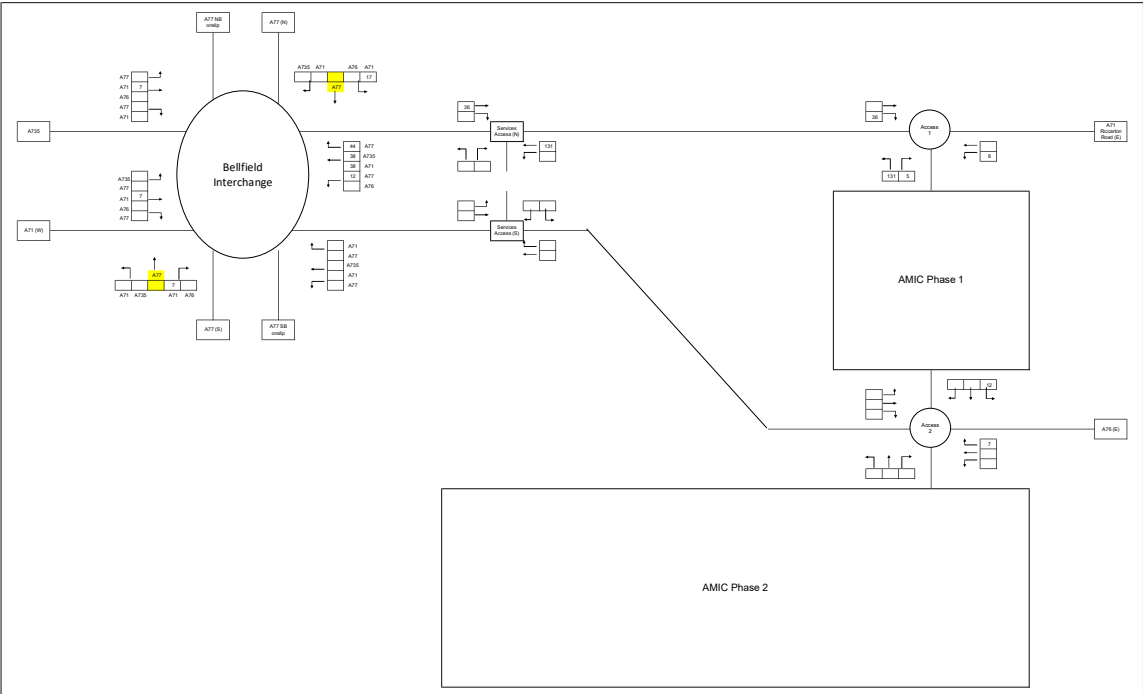 A77 NB
onslip
A77 (N)
A735 A71 A76 A71
17
A77
A77
A71 7
A76
A77
A71
A735
Bellfield
Interchange
44 A77
38 A735
38 A71
12 A77
A76
36
Services
Access (N)
131
36
Access
1
A71
Riccarton
Road (E)
8
131 5
A735
A77
A71 7
A76
A77
A71 (W)
Services
Access (S)
A71
A77
A735
A71
A77
A77
7
A71 A735 A71 A76
A77 (S)
A77 SB
onslip
AMIC Phase 1
12
Access
2
A76 (E)
7
AMIC Phase 2